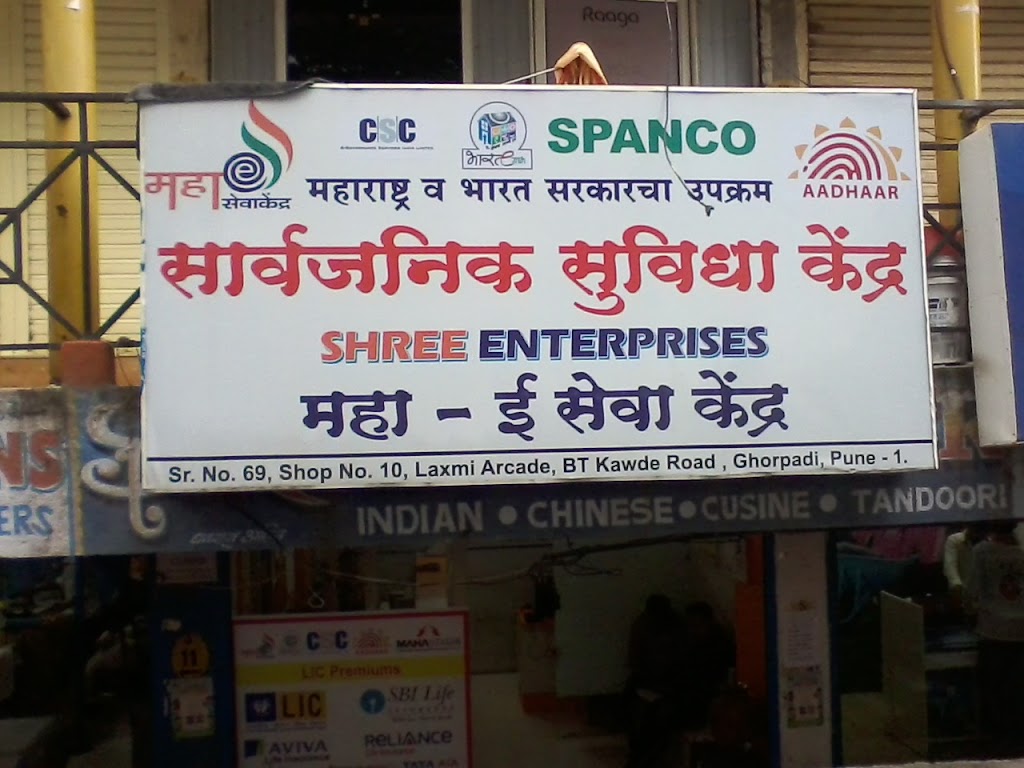 Raaga
CSC
भारत
SPANCO
महा e सेवाकेंद्र
AADHAAR
महाराष्ट्र व भारत सरकारचा उपक्रम
सार्वजनिक सुविधा केंद्र
SHREE ENTERPRISES
महा - ई सेवा केंद्र
Sr. No. 69, Shop No. 10, Laxmi Arcade, BT Kawde Road , Ghorpadi, Pune - 1.
NS
ERS
INDIAN • CHINESE • CUSINE • TANDOORI
11
CSC
LIC Premiums
LIC
SBI Life
AVIVA
RELIANCE
TATA AIA